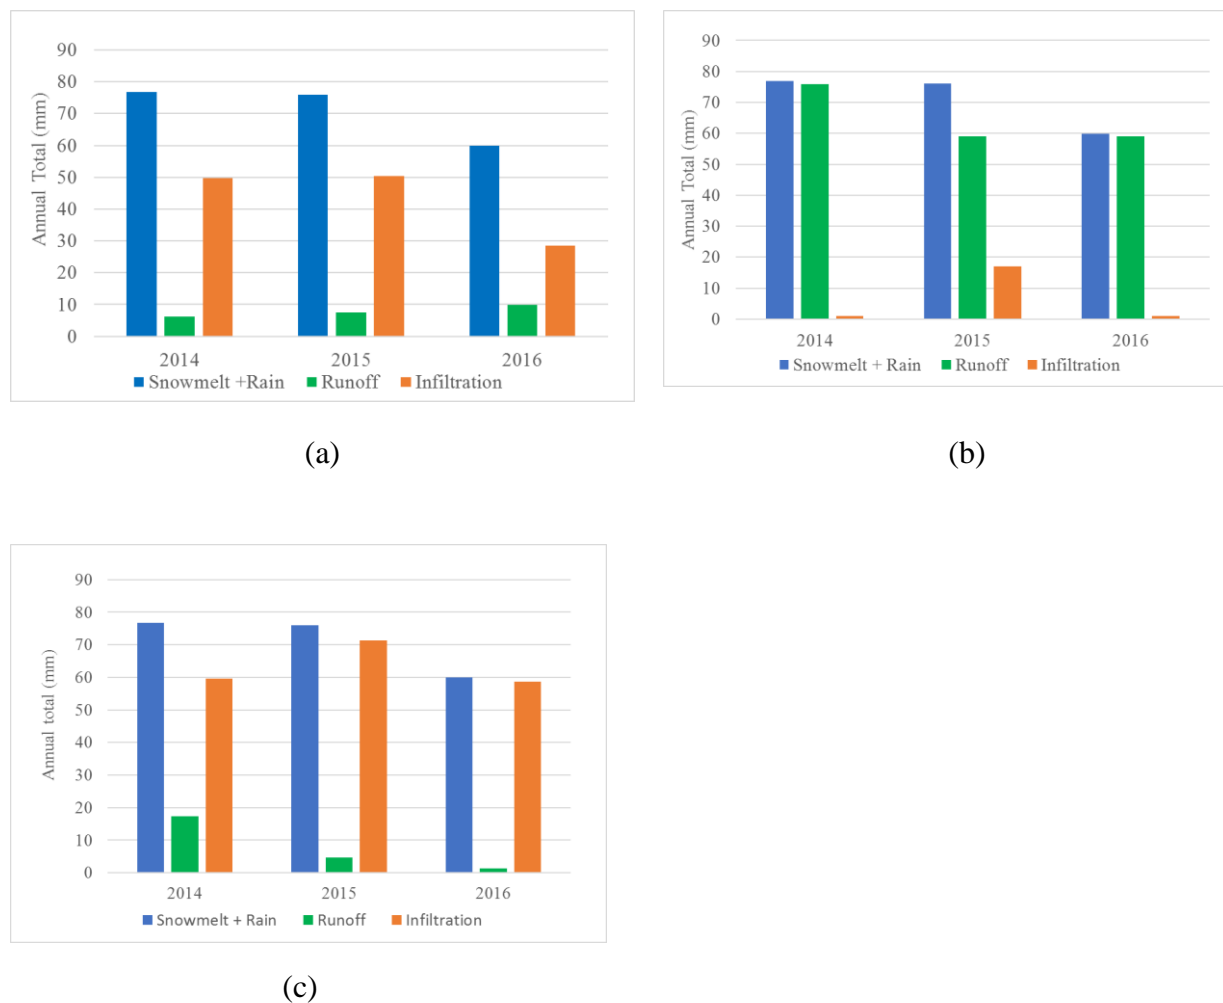 90
80
70
60
50
40
30
20
10
0
Annual Total (mm)
2014 2015 2016
Snowmelt +Rain Runoff Infiltration
(a)
90
80
70
60
50
40
30
20
10
0
Annual Total (mm)
2014 2015 2016
Snowmelt + Rain Runoff Infiltration
(b)
90
80
70
60
50
40
30
20
10
0
Annual total (mm)
2014 2015 2016
Snowmelt + Rain Runoff Infiltration
(c)